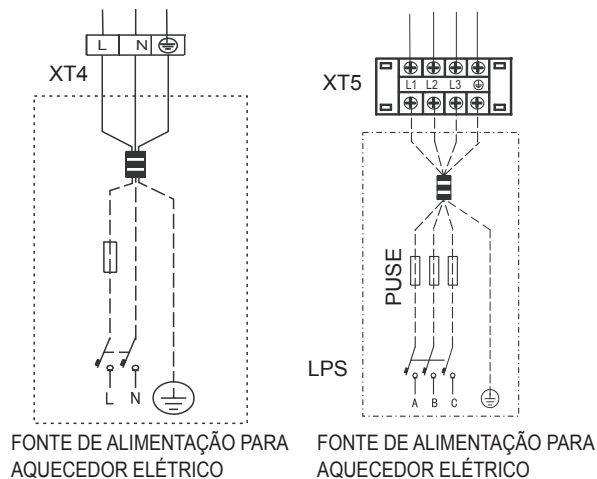 L N
XT4
L N
FONTE DE ALIMENTAÇÃO PARA
AQUECEDOR ELÉTRICO
XT5
L1 L2 L3
PUSE
LPS
A B C
FONTE DE ALIMENTAÇÃO PARA
AQUECEDOR ELÉTRICO